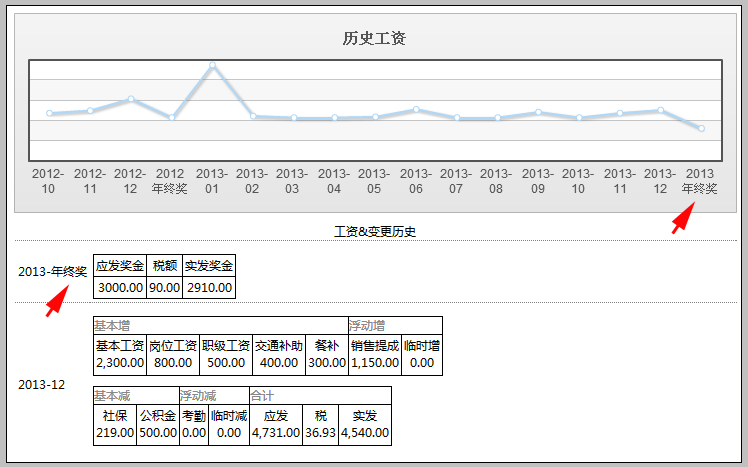 历史工资
2012-10 2012-11 2012-12 2012年终奖 2013-01 2013-02 2013-03 2013-04 2013-05 2013-06 2013-07 2013-08 2013-09 2013-10 2013-11 2013-12 2013年终奖
工资&变更历史
2013-年终奖
应发奖金 税额 实发奖金
3000.00 90.00 2910.00
2013-12
基本增 浮动增
基本工资 岗位工资 职级工资 交通补助 餐补 销售提成 临时增
2,300.00 800.00 500.00 400.00 300.00 1,150.00 0.00
基本减 浮动减 合计
社保 公积金 考勤 临时减 应发 税 实发
219.00 500.00 0.00 0.00 4,731.00 36.93 4,540.00